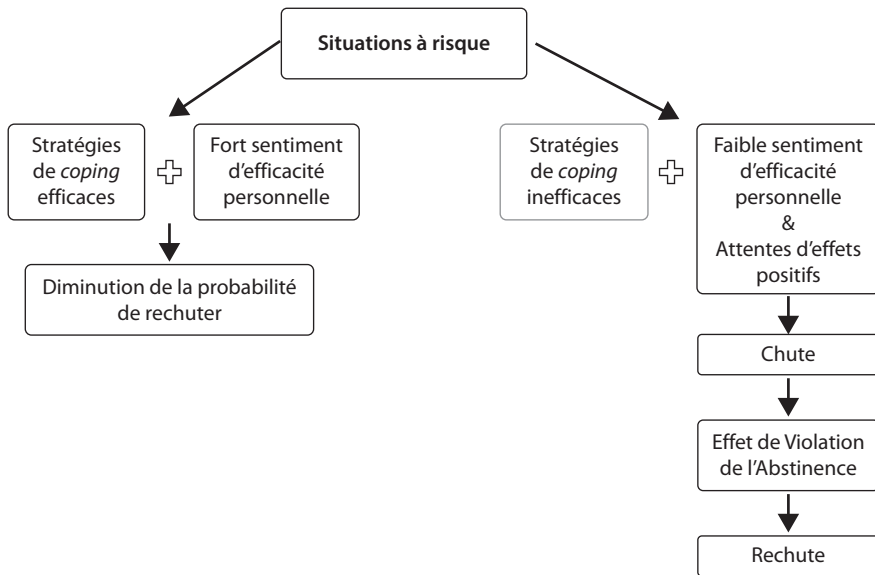 Situations à risque
Stratégies
de coping
efficaces
Fort sentiment
d’efficacité
personnelle
Diminution de la probabilité
de rechuter
Stratégies
de coping
inefficaces
Faible sentiment
d’efficacité
personnelle
&
Attentes d’effets
positifs
Chute
Effet de Violation
de l’Abstinence
Rechute